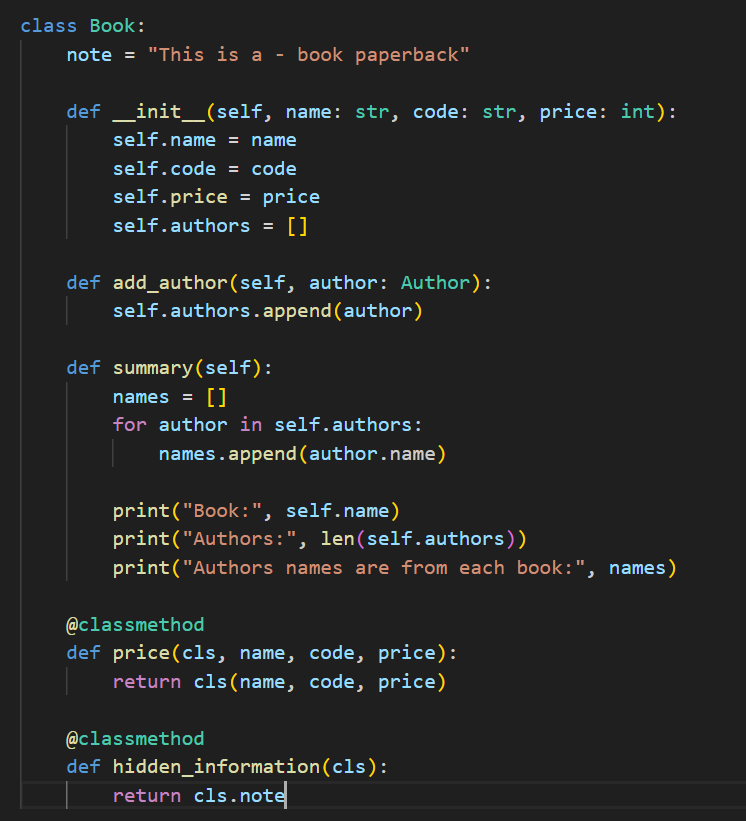 class Book:
    note = "This is a - book paperback"

    def __init__(self, name: str, code: str, price: int):
        self.name = name
        self.code = code
        self.price = price
        self.authors = []

    def add_author(self, author: Author):
        self.authors.append(author)

    def summary(self):
        names = []
        for author in self.authors:
            names.append(author.name)

        print("Book:", self.name)
        print("Authors:", len(self.authors))
        print("Authors names are from each book:", names)

    @classmethod
    def price(cls, name, code, price):
        return cls(name, code, price)

    @classmethod
    def hidden_information(cls):
        return cls.note